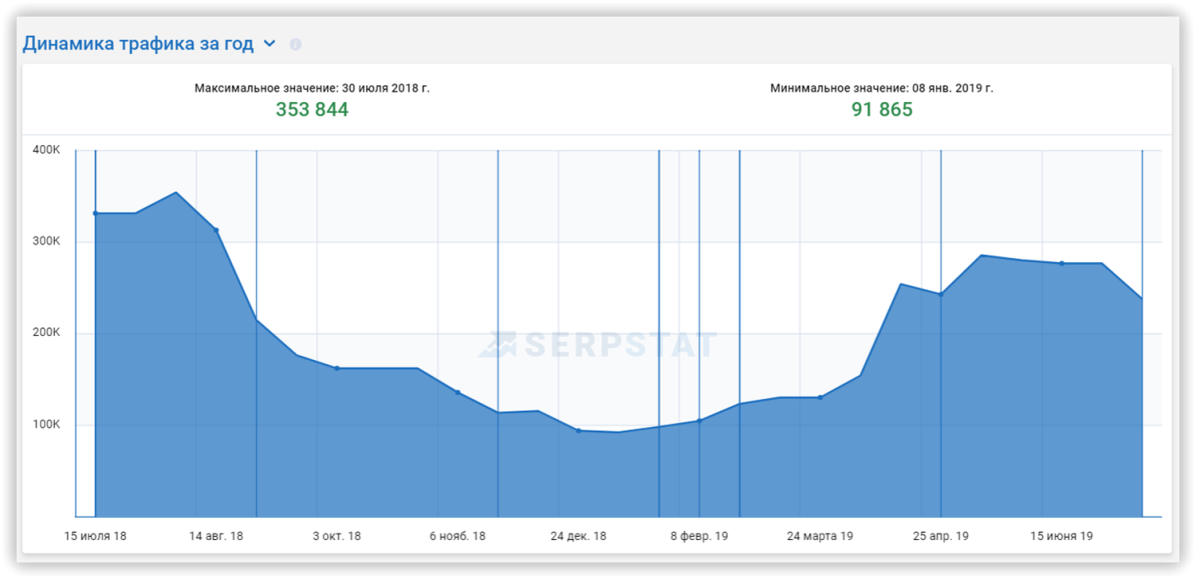 Динамика трафика за год
Максимальное значение: 30 июля 2018 г.
353 844
Минимальное значение: 08 янв. 2019 г.
91 865
400K
300K
200K
100K
SERPSTAT
15 июля 18
14 авг. 18
3 окт. 18
6 нояб. 18
24 дек. 18
8 февр. 19
24 марта 19
25 апр. 19
15 июня 19